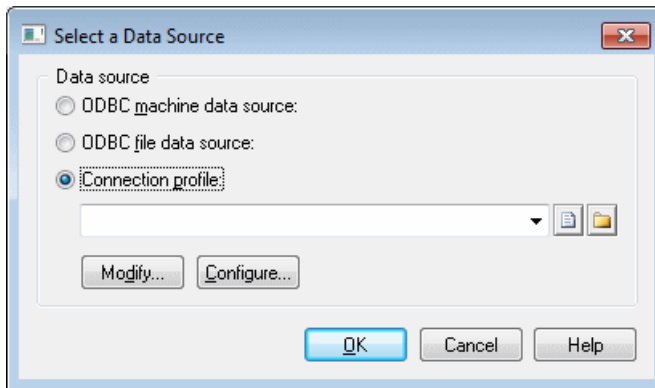 Select a Data Source
Data source
ODBC machine data source:
ODBC file data source:
Connection profile:
Modify... Configure...
OK Cancel Help